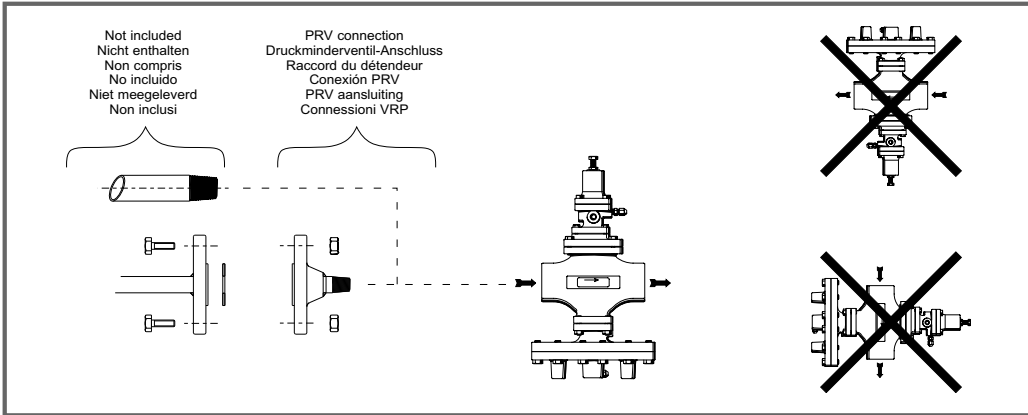 Not included
Nicht enthalten
Non compris
No incluido
Niet meegeleverd
Non inclusi
PRV connection
Druckminderventil-Anschluss
Raccord du détendeur
Conexión PRV
PRV aansluiting
Connessioni VRP